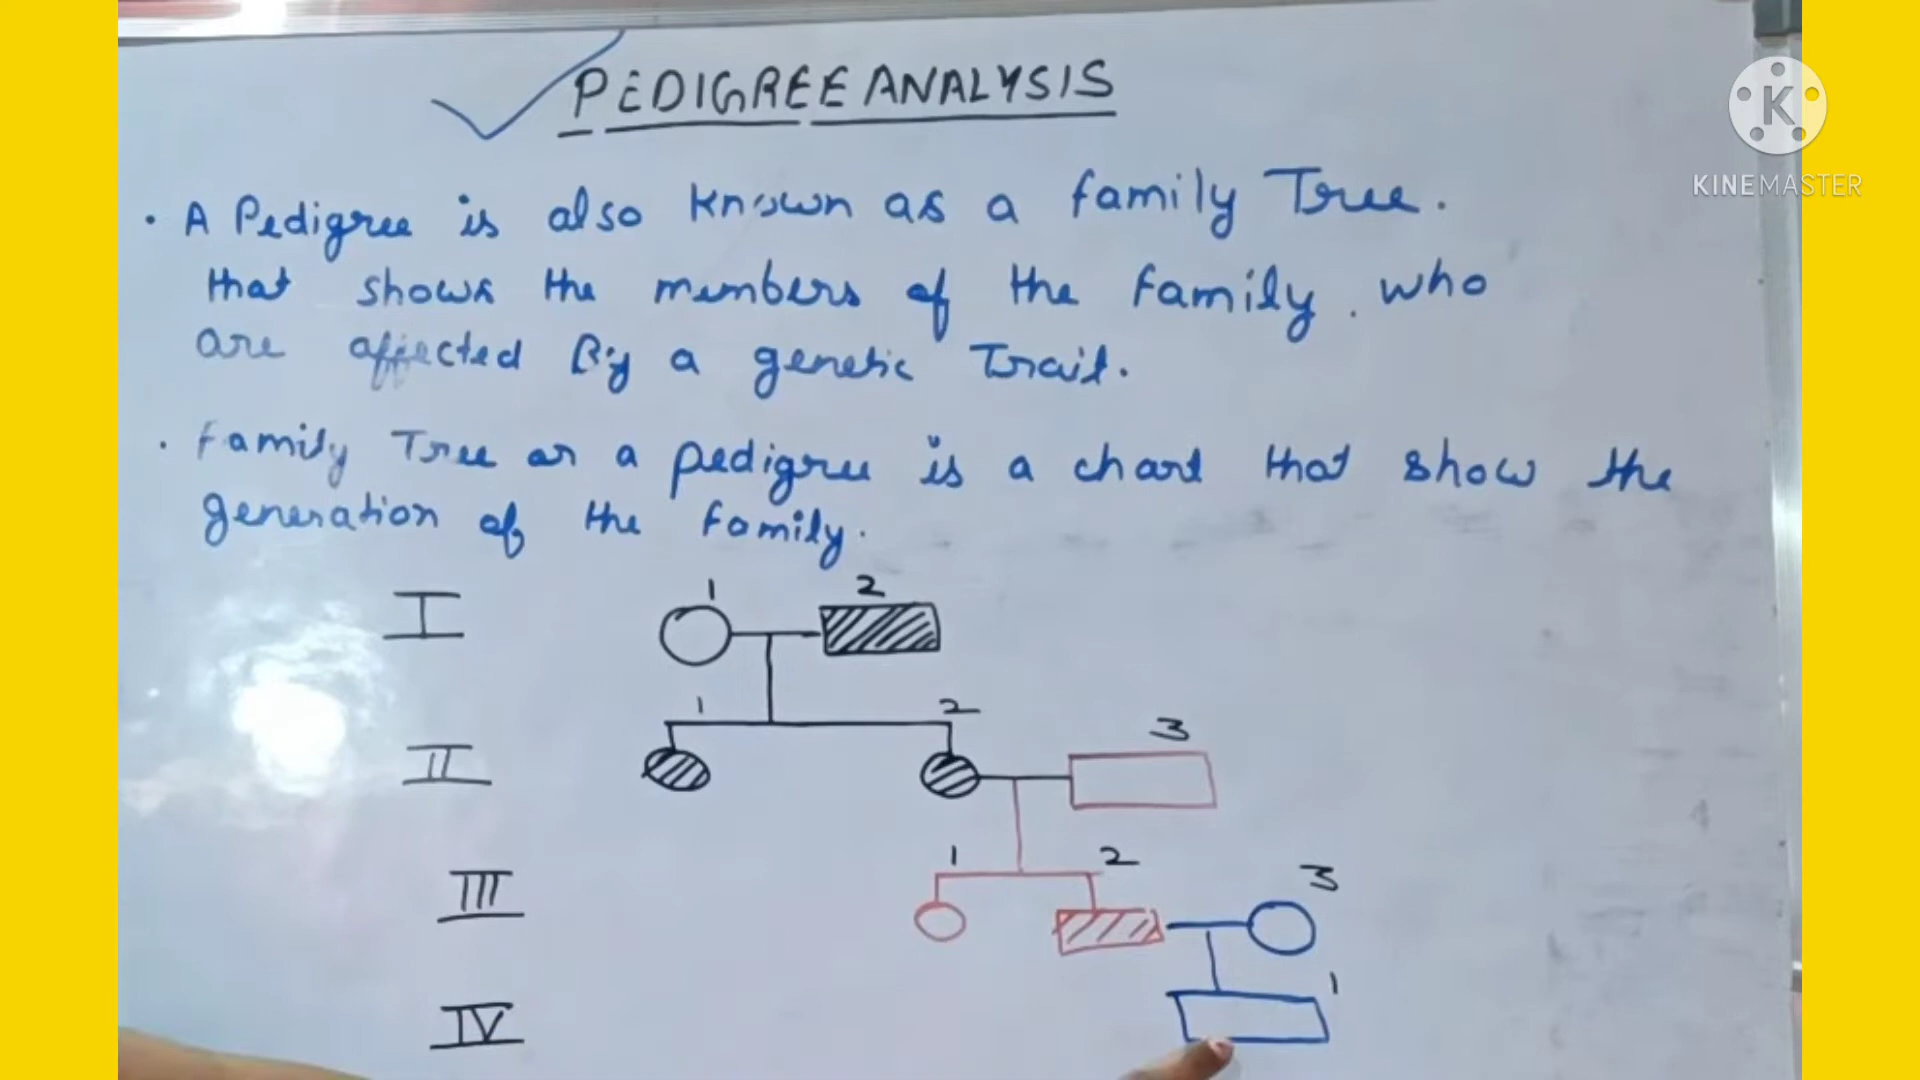 PEDIGREE ANALYSIS
K
KINEMASTER
• A Pedigree is also known as a family Tree.
that shows the members of the family. who
are affected By a genetic Trait.
• Family Tree or a pedigree is a chart that show the
generation of the family.
I 1 2
1 2 3
II
1 2 3
III
1
IV